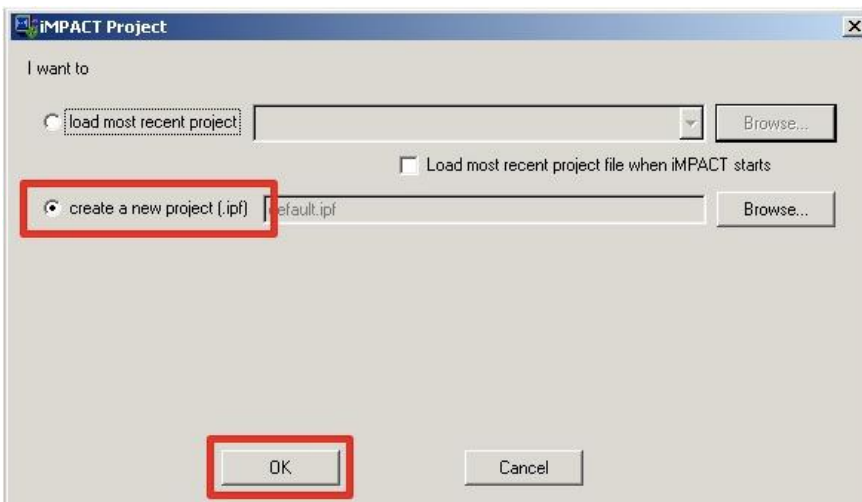 iMPACT Project
I want to
load most recent project
Browse...
Load most recent project file when iMPACT starts
create a new project (.ipf)
default.ipf
Browse...
OK
Cancel